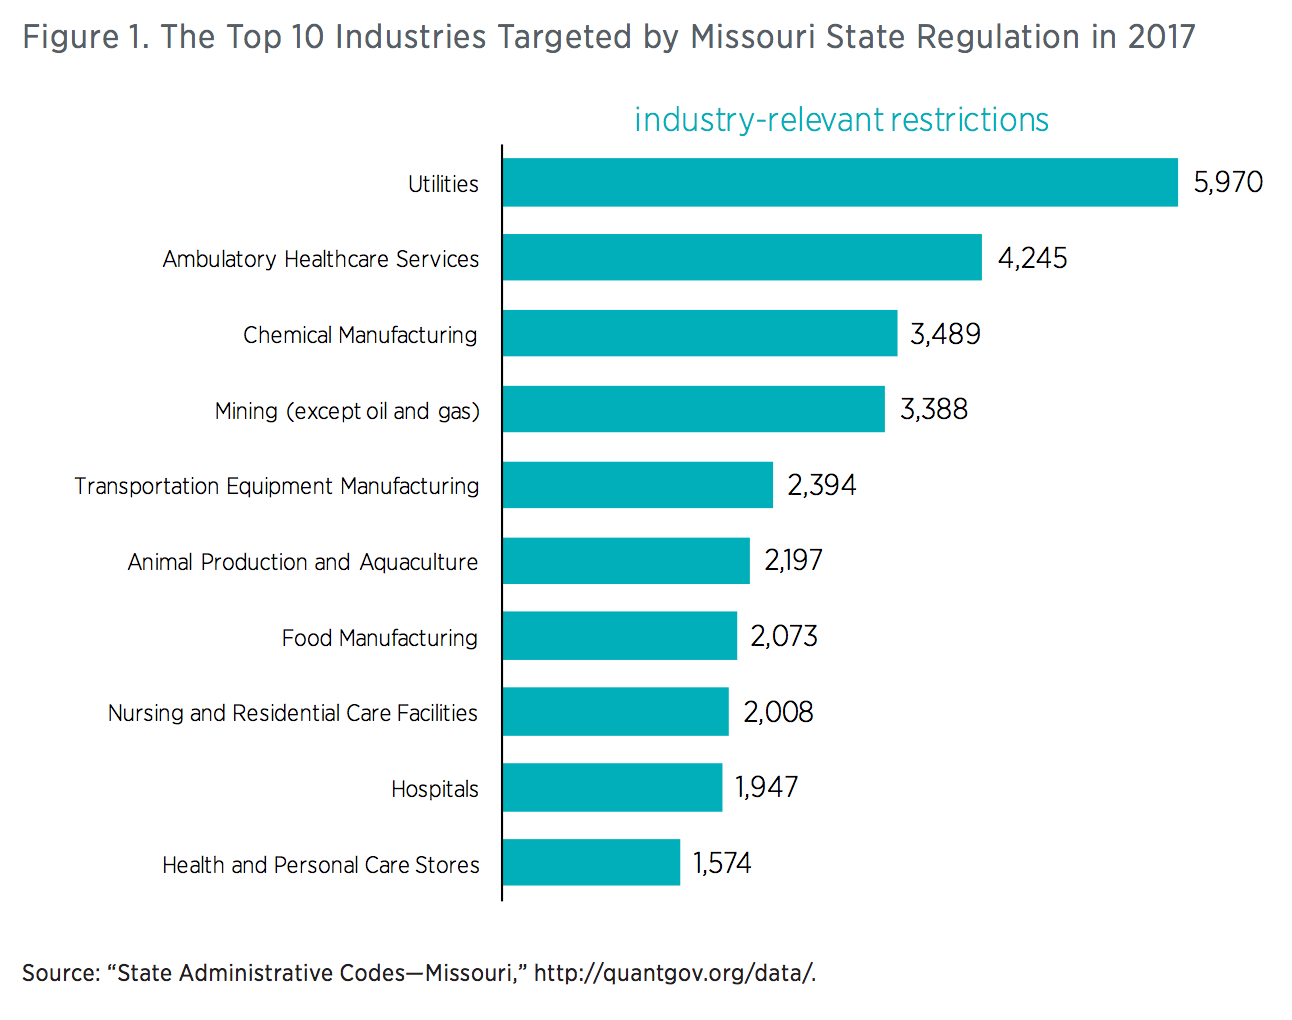 Figure 1. The Top 10 Industries Targeted by Missouri State Regulation in 2017
industry-relevant restrictions
Utilities 5,970
Ambulatory Healthcare Services 4,245
Chemical Manufacturing 3,489
Mining (except oil and gas) 3,388
Transportation Equipment Manufacturing 2,394
Animal Production and Aquaculture 2,197
Food Manufacturing 2,073
Nursing and Residential Care Facilities 2,008
Hospitals 1,947
Health and Personal Care Stores 1,574
Source: “State Administrative Codes—Missouri,” http://quantgov.org/data/.